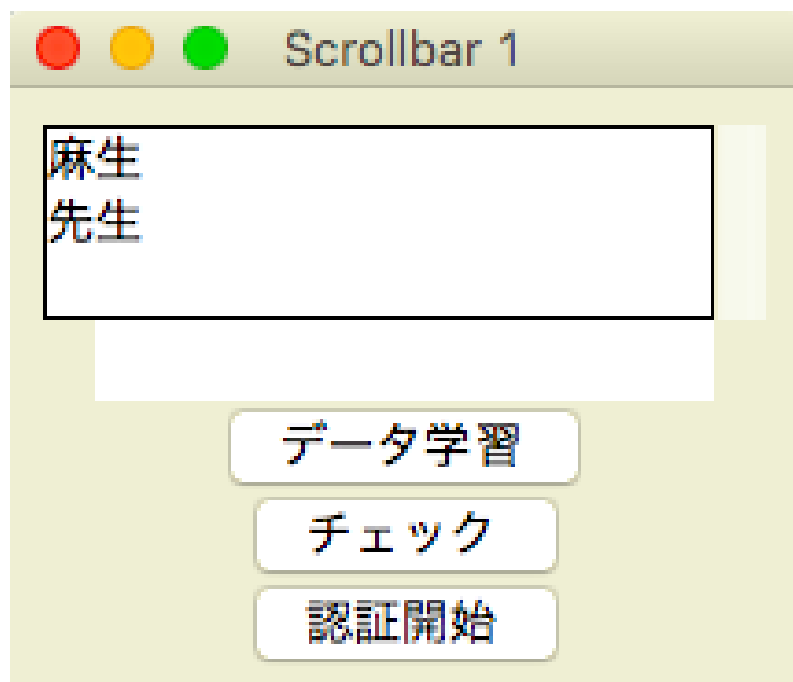 Scrollbar 1
麻生
先生
データ学習
チェック
認証開始